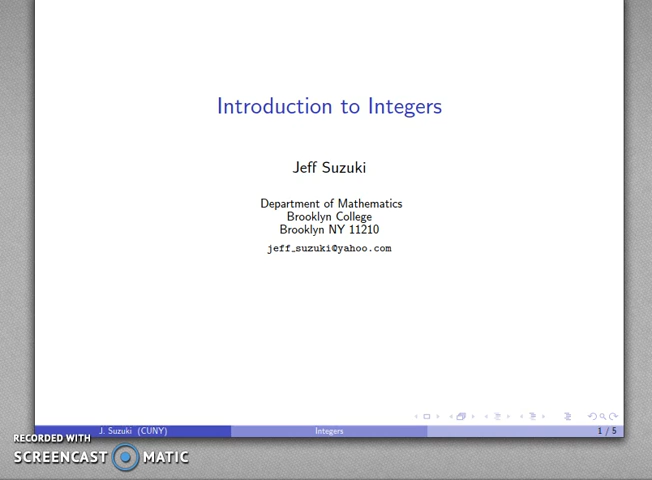 Introduction to Integers
Jeff Suzuki
Department of Mathematics
Brooklyn College
Brooklyn NY 11210
jeff_suzuki@yahoo.com
J. Suzuki (CUNY)
Integers
1 / 5
RECORDED WITH
SCREENCAST MATIC